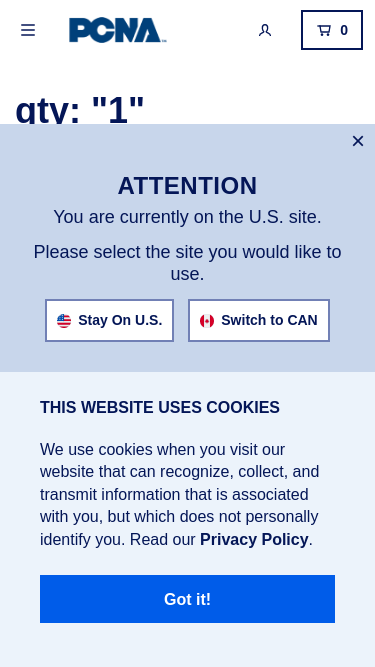 PCNA
0
qty: "1"
ATTENTION
You are currently on the U.S. site.
Please select the site you would like to
use.
Stay On U.S.
Switch to CAN
THIS WEBSITE USES COOKIES
We use cookies when you visit our
website that can recognize, collect, and
transmit information that is associated
with you, but which does not personally
identify you. Read our Privacy Policy.
Got it!